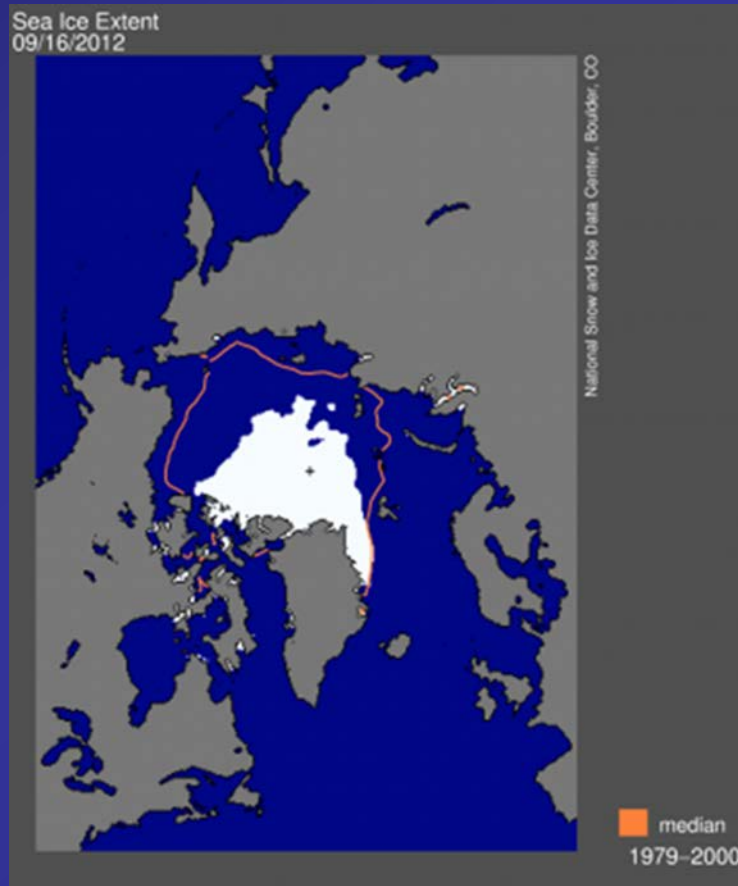 Sea Ice Extent
09/16/2012
National Snow and Ice Data Center, Boulder, CO
median
1979–2000